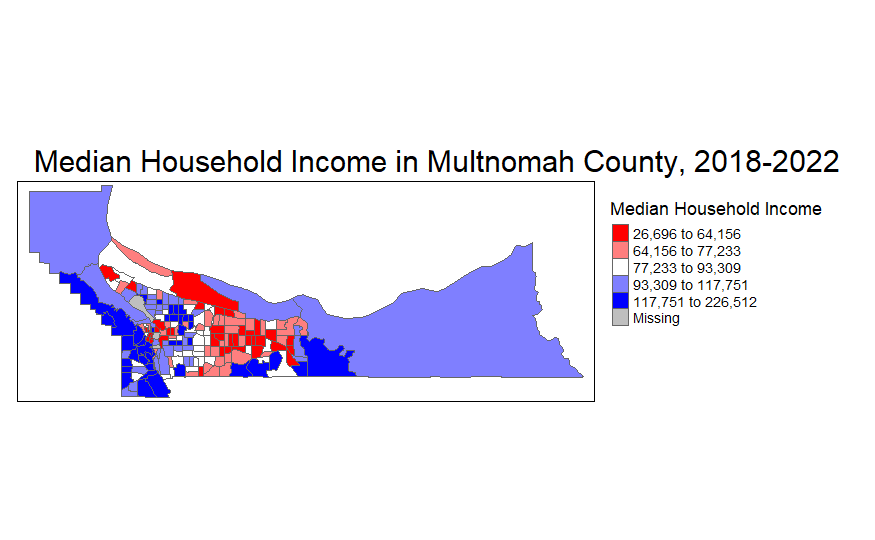 Median Household Income in Multnomah County, 2018-2022
Median Household Income
26,696 to 64,156
64,156 to 77,233
77,233 to 93,309
93,309 to 117,751
117,751 to 226,512
Missing